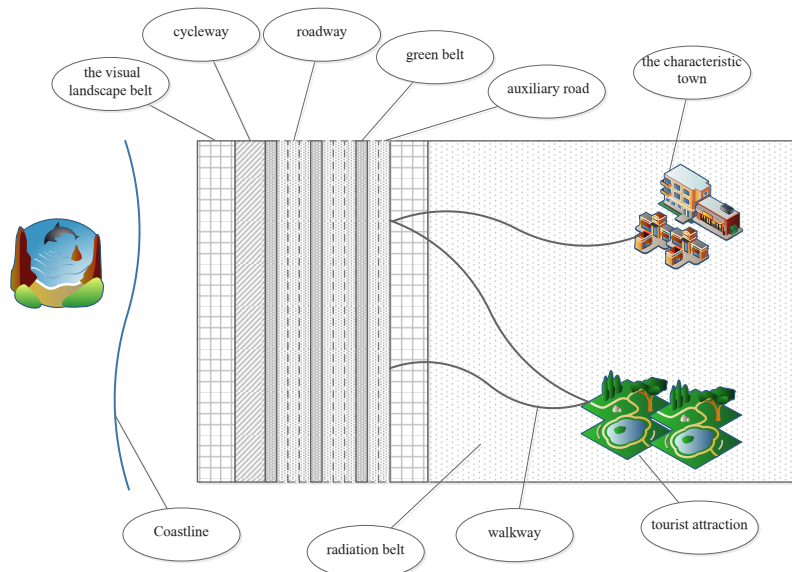 cycleway
roadway
green belt
the visual
landscape belt
auxiliary road
the characteristic
town
Coastline
radiation belt
walkway
tourist attraction